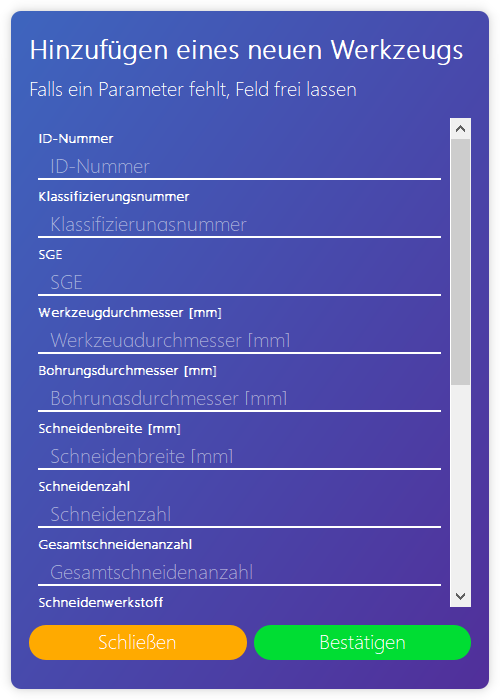 Hinzufügen eines neuen Werkzeugs
Falls ein Parameter fehlt, Feld frei lassen
ID-Nummer
ID-Nummer
Klassifizierungsnummer
Klassifizierungsnummer
SGE
SGE
Werkzeugdurchmesser [mm]
Werkzeugdurchmesser [mm]
Bohrungsdurchmesser [mm]
Bohrungsdurchmesser [mm]
Schneidenbreite [mm]
Schneidenbreite [mm]
Schneidenzahl
Schneidenzahl
Gesamtschneidenanzahl
Gesamtschneidenanzahl
Schneidenwerkstoff
Schließen Bestätigen